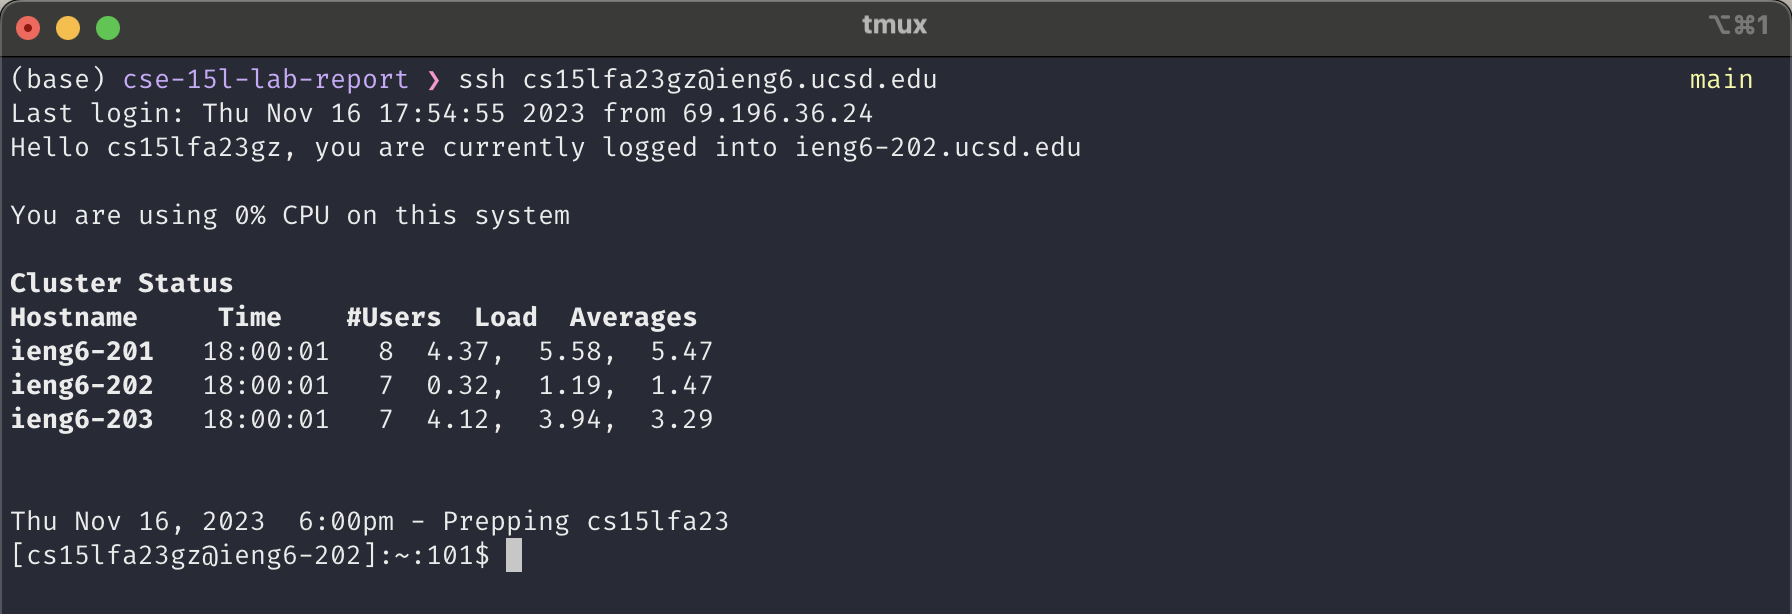 tmux ⌥⌘1
(base) cse-15l-lab-report ❯ ssh cs15lfa23gz@ieng6.ucsd.edu main
Last login: Thu Nov 16 17:54:55 2023 from 69.196.36.24
Hello cs15lfa23gz, you are currently logged into ieng6-202.ucsd.edu
You are using 0% CPU on this system
Cluster Status
Hostname Time #Users Load Averages
ieng6-201 18:00:01 8 4.37, 5.58, 5.47
ieng6-202 18:00:01 7 0.32, 1.19, 1.47
ieng6-203 18:00:01 7 4.12, 3.94, 3.29
Thu Nov 16, 2023 6:00pm - Prepping cs15lfa23
[cs15lfa23gz@ieng6-202]:~:101$